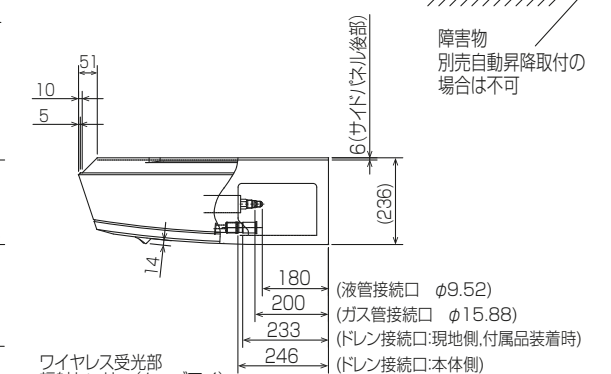 障害物
別売自動昇降取付の
場合は不可
51
10
5
6(サイドパネル後部)
(236)
14
180 (液管接続口 φ9.52)
200 (ガス管接続口 φ15.88)
233 (ドレン接続口:現地側,付属品装着時)
246 (ドレン接続口:本体側)
ワイヤレス受光部